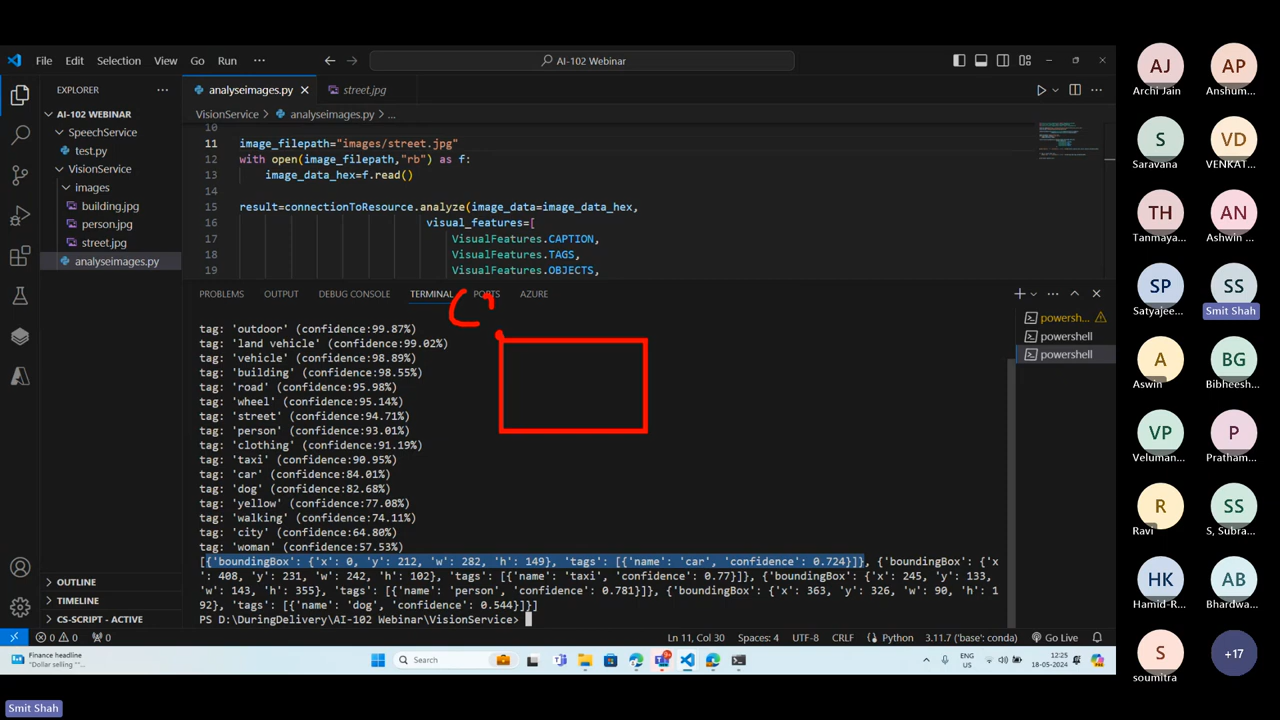 File Edit Selection View Go Run ··· AI-102 Webinar
EXPLORER
AI-102 WEBINAR
SpeechService
test.py
VisionService
images
building.jpg
person.jpg
street.jpg
analyseimages.py
OUTLINE
TIMELINE
CS-SCRIPT - ACTIVE
analyseimages.py street.jpg
VisionService > analyseimages.py > ...
10
11 image_filepath="images/street.jpg"
12 with open(image_filepath,"rb") as f:
13 image_data_hex=f.read()
14
15 result=connectionToResource.analyze(image_data=image_data_hex,
16 visual_features=[
17 VisualFeatures.CAPTION,
18 VisualFeatures.TAGS,
19 VisualFeatures.OBJECTS,
PROBLEMS OUTPUT DEBUG CONSOLE TERMINAL PORTS AZURE
tag: 'outdoor' (confidence:99.87%)
tag: 'land vehicle' (confidence:99.02%)
tag: 'vehicle' (confidence:98.89%)
tag: 'building' (confidence:98.55%)
tag: 'road' (confidence:95.98%)
tag: 'wheel' (confidence:95.14%)
tag: 'street' (confidence:94.71%)
tag: 'person' (confidence:93.01%)
tag: 'clothing' (confidence:91.19%)
tag: 'taxi' (confidence:90.95%)
tag: 'car' (confidence:84.01%)
tag: 'dog' (confidence:82.68%)
tag: 'yellow' (confidence:77.08%)
tag: 'walking' (confidence:74.11%)
tag: 'city' (confidence:64.80%)
tag: 'woman' (confidence:57.53%)
[{'boundingBox': {'x': 0, 'y': 212, 'w': 282, 'h': 149}, 'tags': [{'name': 'car', 'confidence': 0.724}]}, {'boundingBox': {'x
': 408, 'y': 231, 'w': 242, 'h': 102}, 'tags': [{'name': 'taxi', 'confidence': 0.77}]}, {'boundingBox': {'x': 245, 'y': 133,
'w': 143, 'h': 355}, 'tags': [{'name': 'person', 'confidence': 0.781}]}, {'boundingBox': {'x': 363, 'y': 326, 'w': 90, 'h': 1
92}, 'tags': [{'name': 'dog', 'confidence': 0.544}]}]
PS D:\DuringDelivery\AI-102 Webinar\VisionService>
powersh...
powershell
powershell
0 0 0 Ln 11, Col 30 Spaces: 4 UTF-8 CRLF Python 3.11.7 ('base': conda) Go Live
Finance headline
"Dollar selling ""...
Search
ENG
US
12:25
18-05-2024
Smit Shah
AJ AP
Archi Jain Anshum...
S VD
Saravana VENKAT...
TH AN
Tanmaya... Ashwin ...
SP SS
Satyajee... Smit Shah
A BG
Aswin Bibheesh...
VP P
Veluman... Pratham...
R SS
Ravi S, Subra...
HK AB
Hamid-R... Bhardwa...
S +17
soumitra